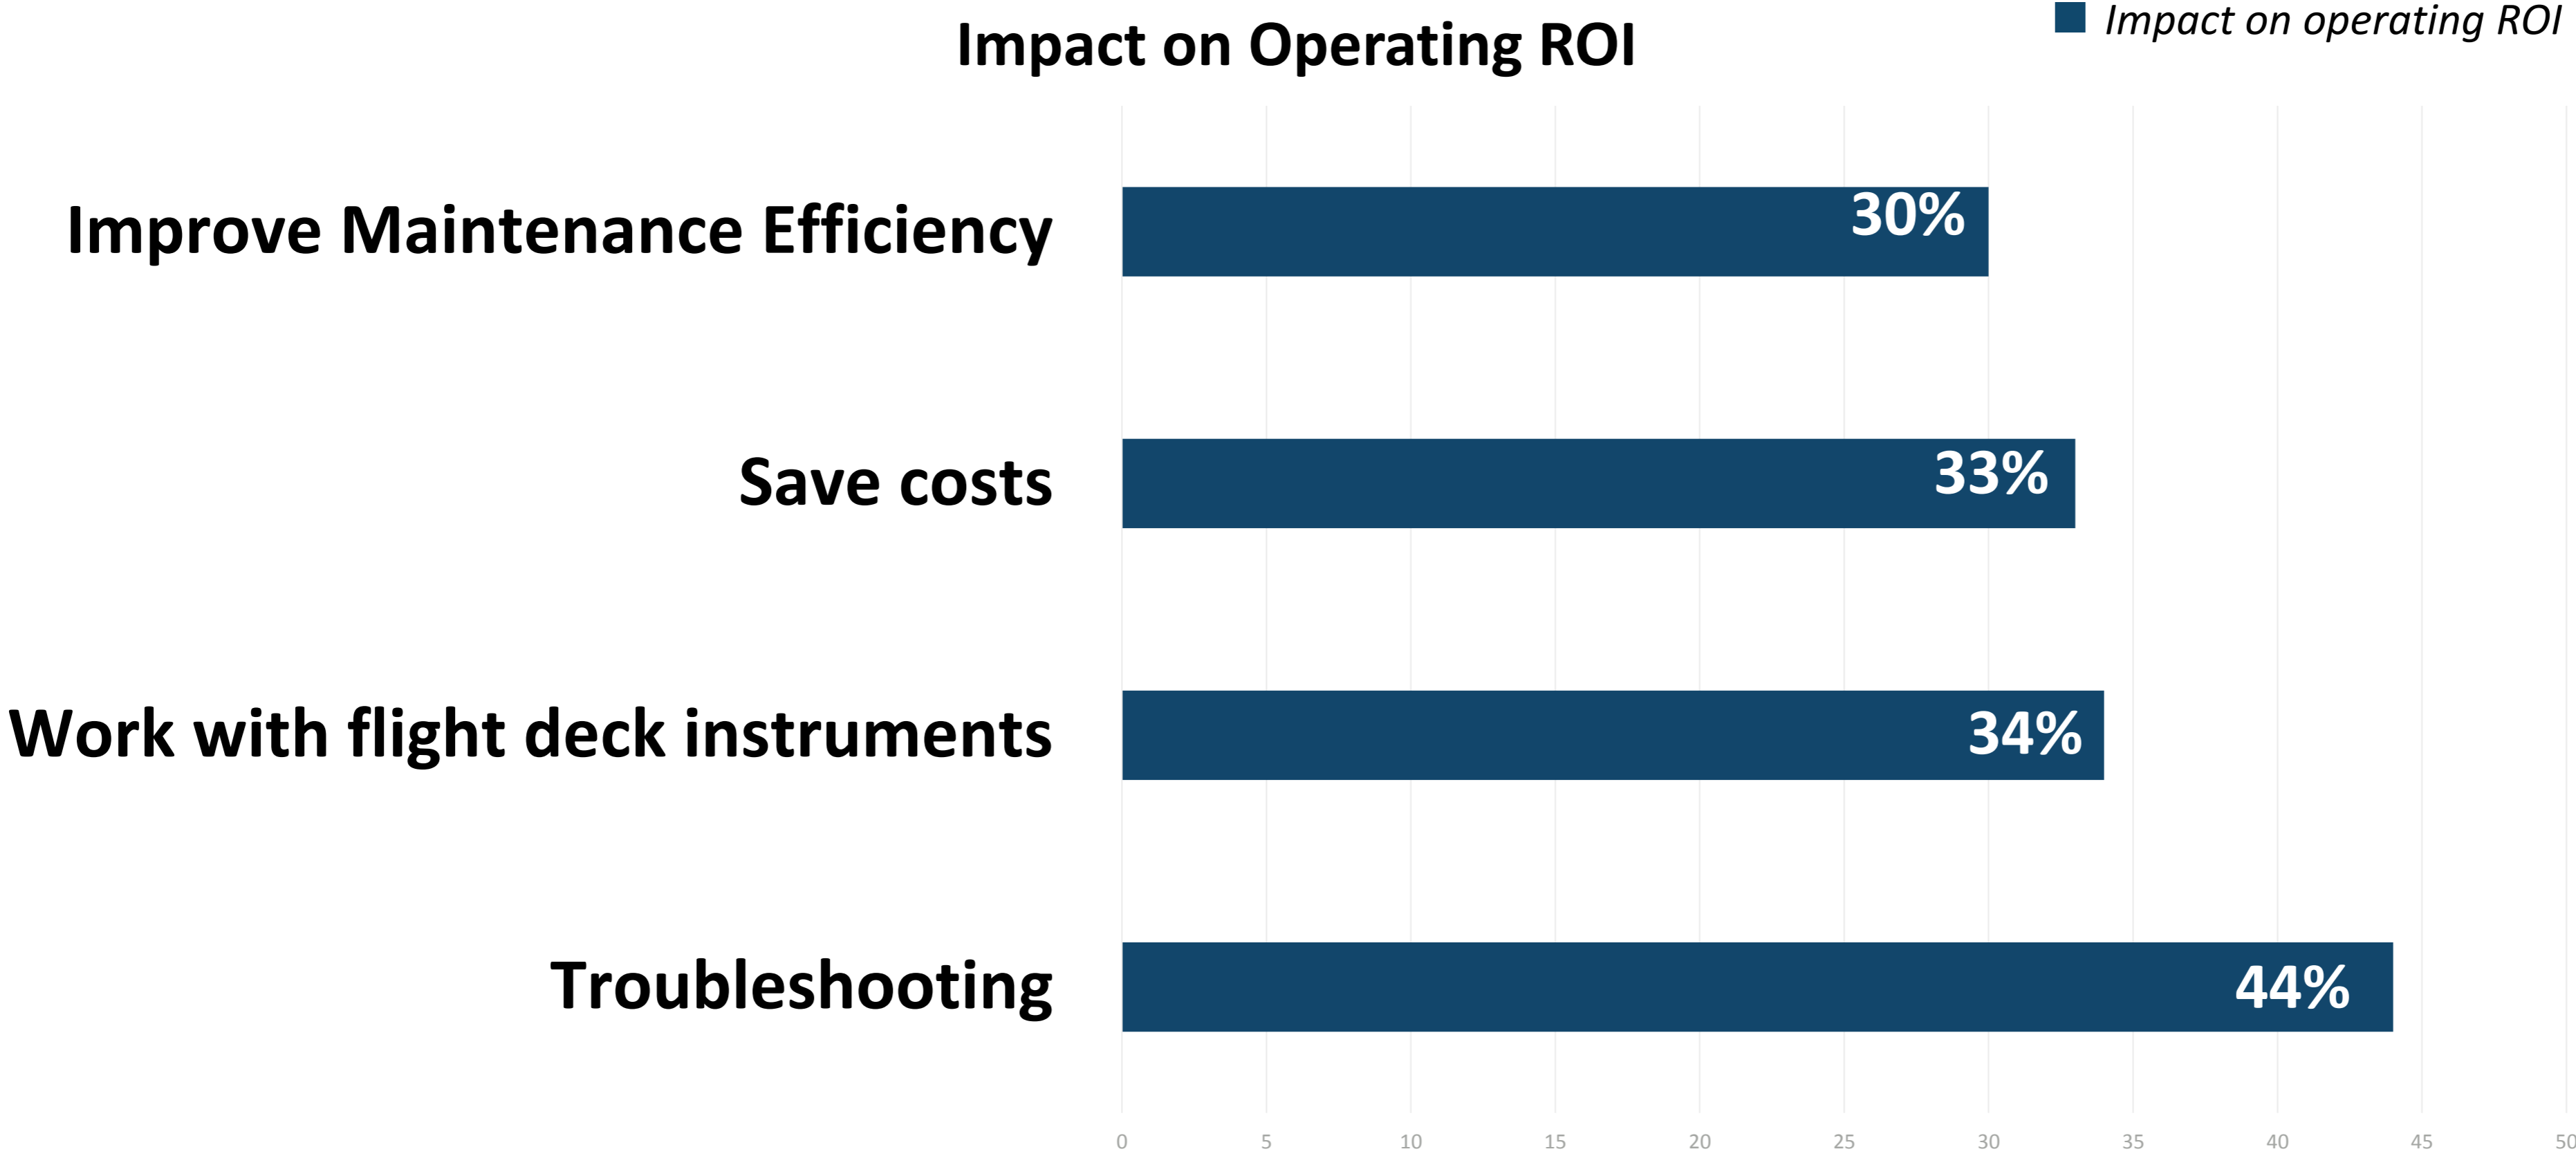 Impact on Operating ROI
Impact on operating ROI
Improve Maintenance Efficiency
30%
Save costs
33%
Work with flight deck instruments
34%
Troubleshooting
44%
0 5 10 15 20 25 30 35 40 45 50